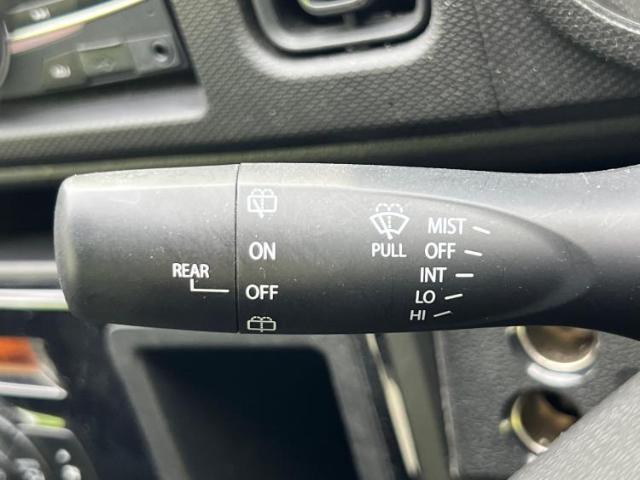 ON
REAR
OFF
PULL
MIST
OFF
INT
LO
HI